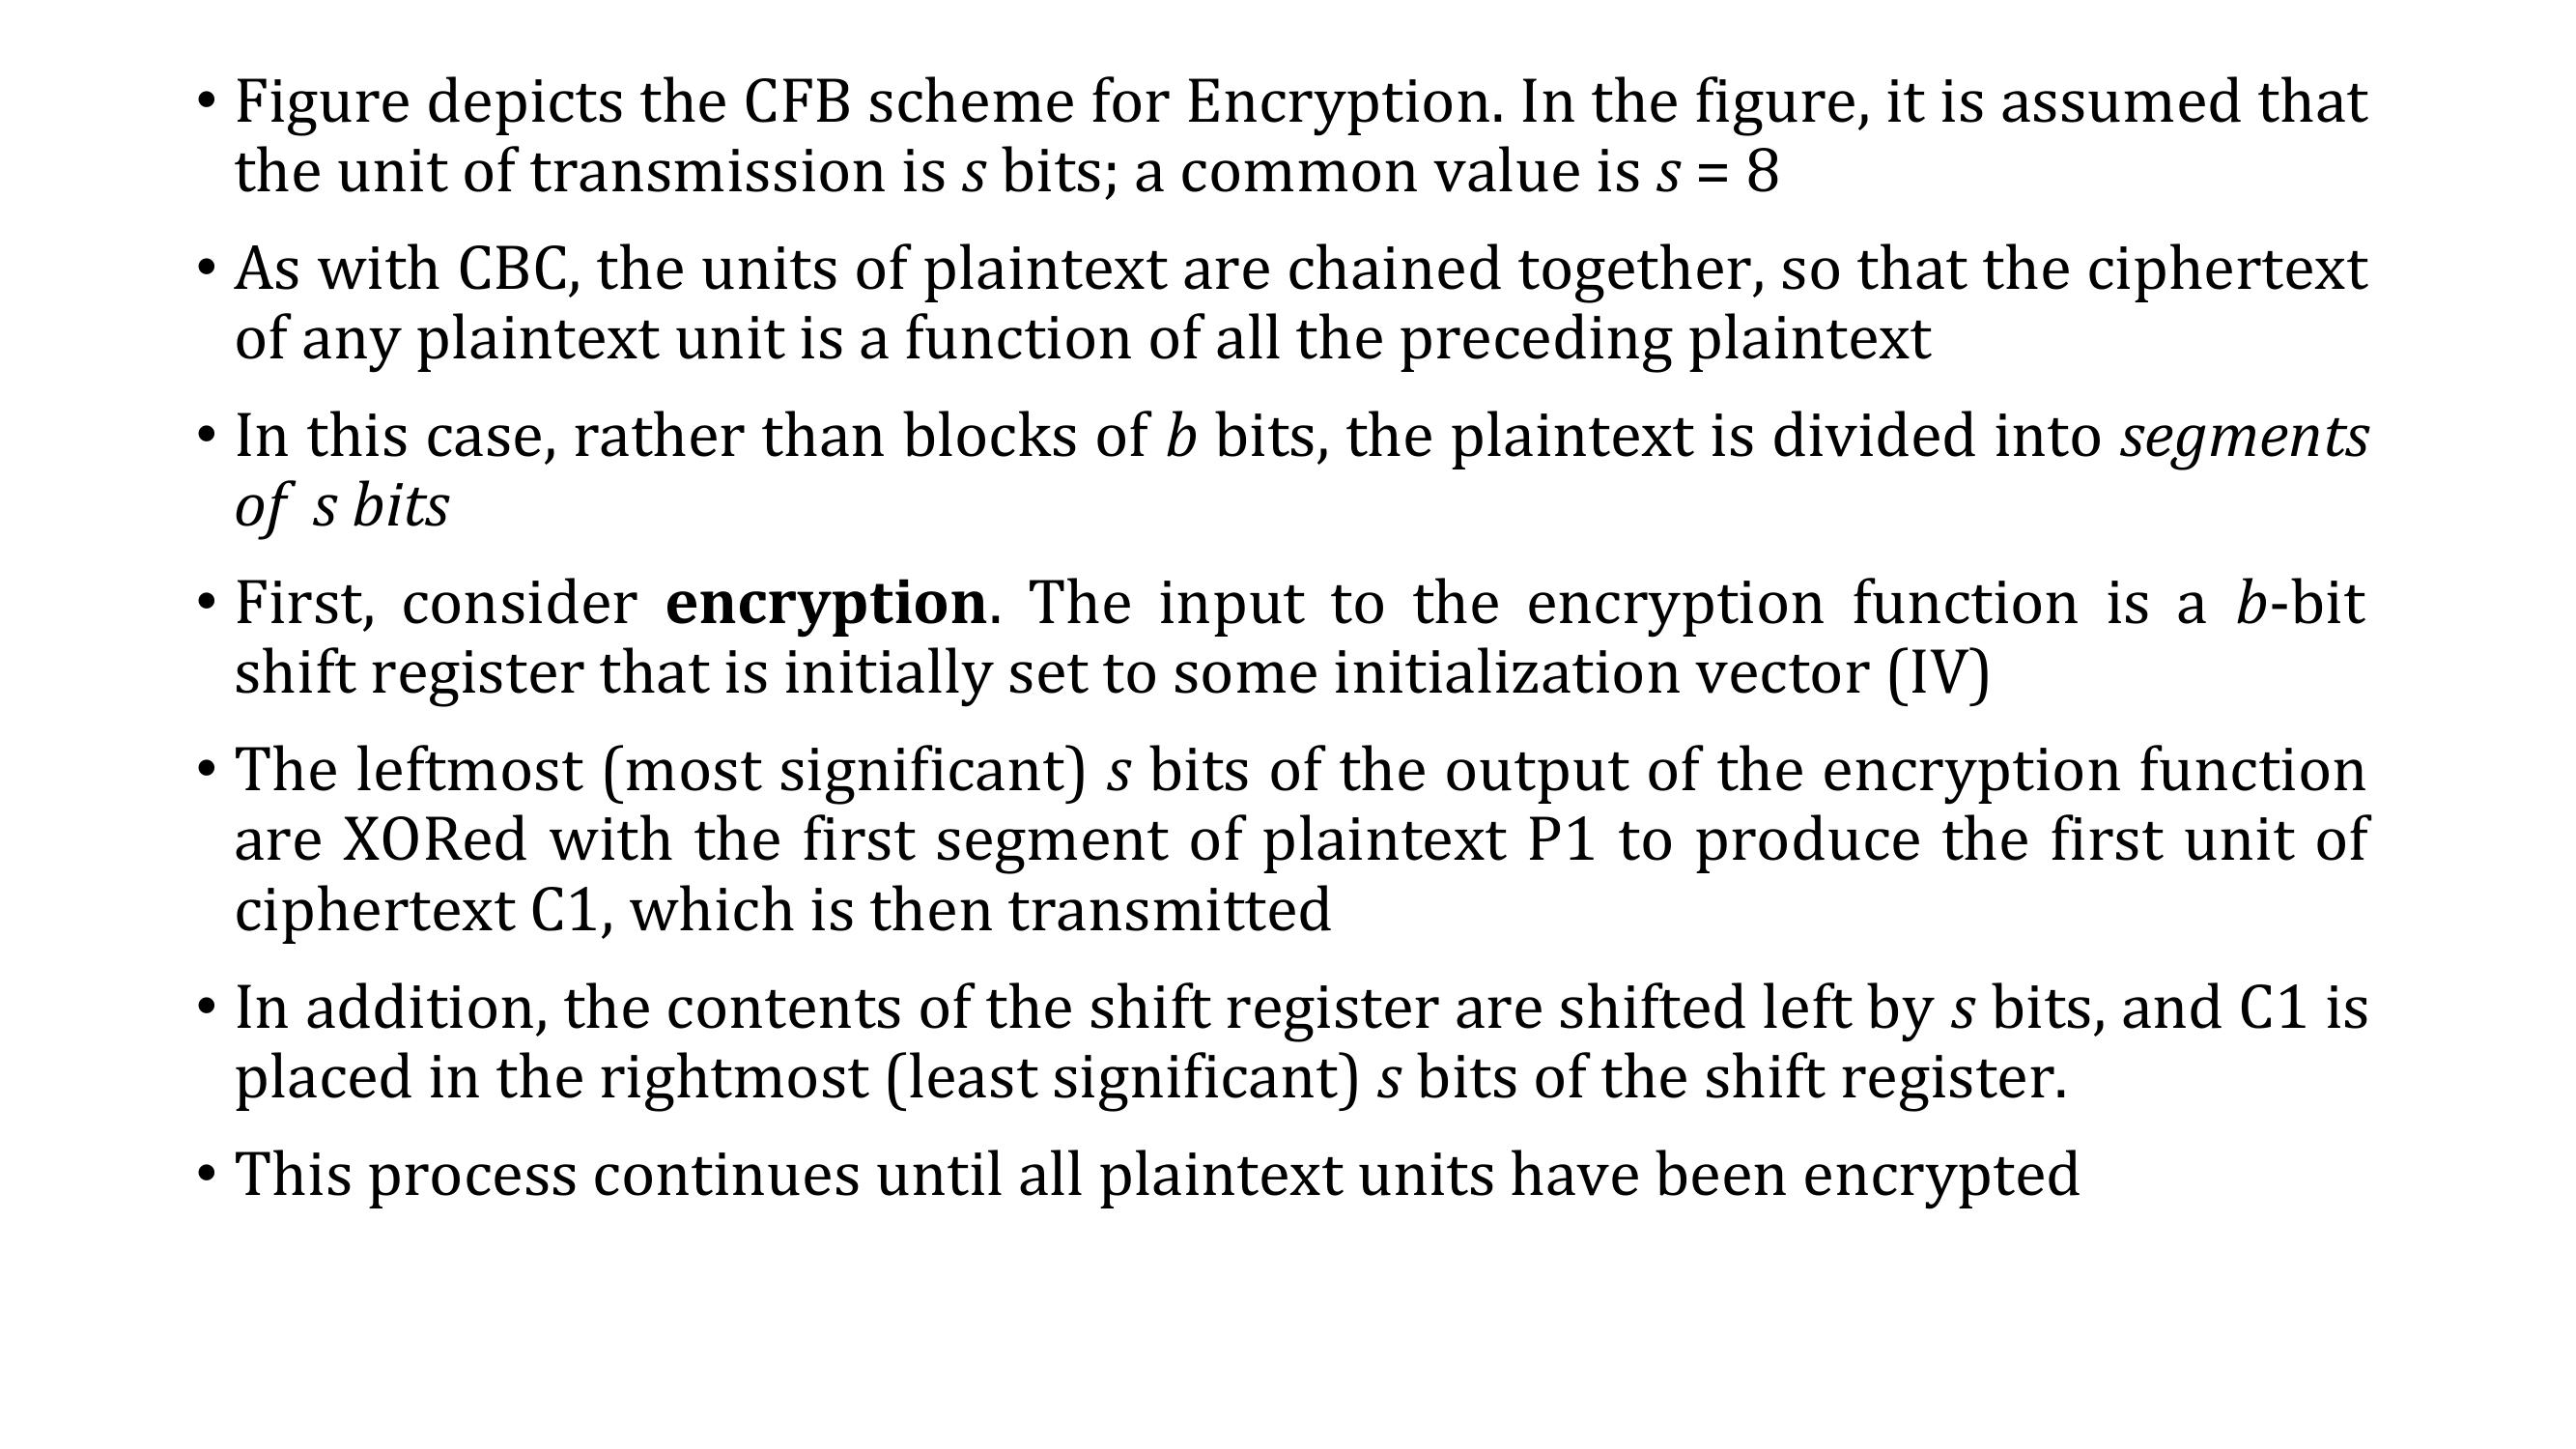 • Figure depicts the CFB scheme for Encryption. In the figure, it is assumed that
the unit of transmission is s bits; a common value is s = 8
• As with CBC, the units of plaintext are chained together, so that the ciphertext
of any plaintext unit is a function of all the preceding plaintext
• In this case, rather than blocks of b bits, the plaintext is divided into segments
of s bits
• First, consider encryption. The input to the encryption function is a b-bit
shift register that is initially set to some initialization vector (IV)
• The leftmost (most significant) s bits of the output of the encryption function
are XORed with the first segment of plaintext P1 to produce the first unit of
ciphertext C1, which is then transmitted
• In addition, the contents of the shift register are shifted left by s bits, and C1 is
placed in the rightmost (least significant) s bits of the shift register.
• This process continues until all plaintext units have been encrypted